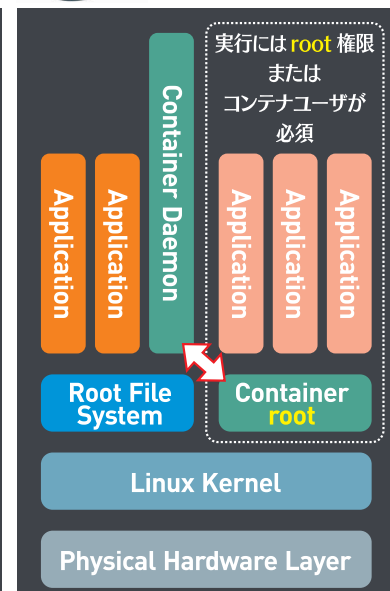 実行には root 権限
または
コンテナユーザが
必須
Container Daemon
Application
Application
Application
Application
Application
Root File
System
Container
root
Linux Kernel
Physical Hardware Layer